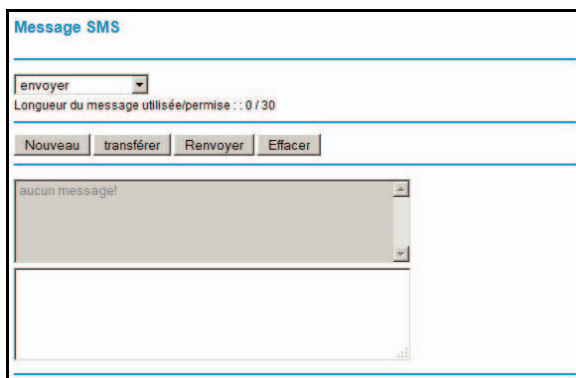 Message SMS
envoyer
Longueur du message utilisée/permise : : 0 / 30
Nouveau transférer Renvoyer Effacer
aucun message!